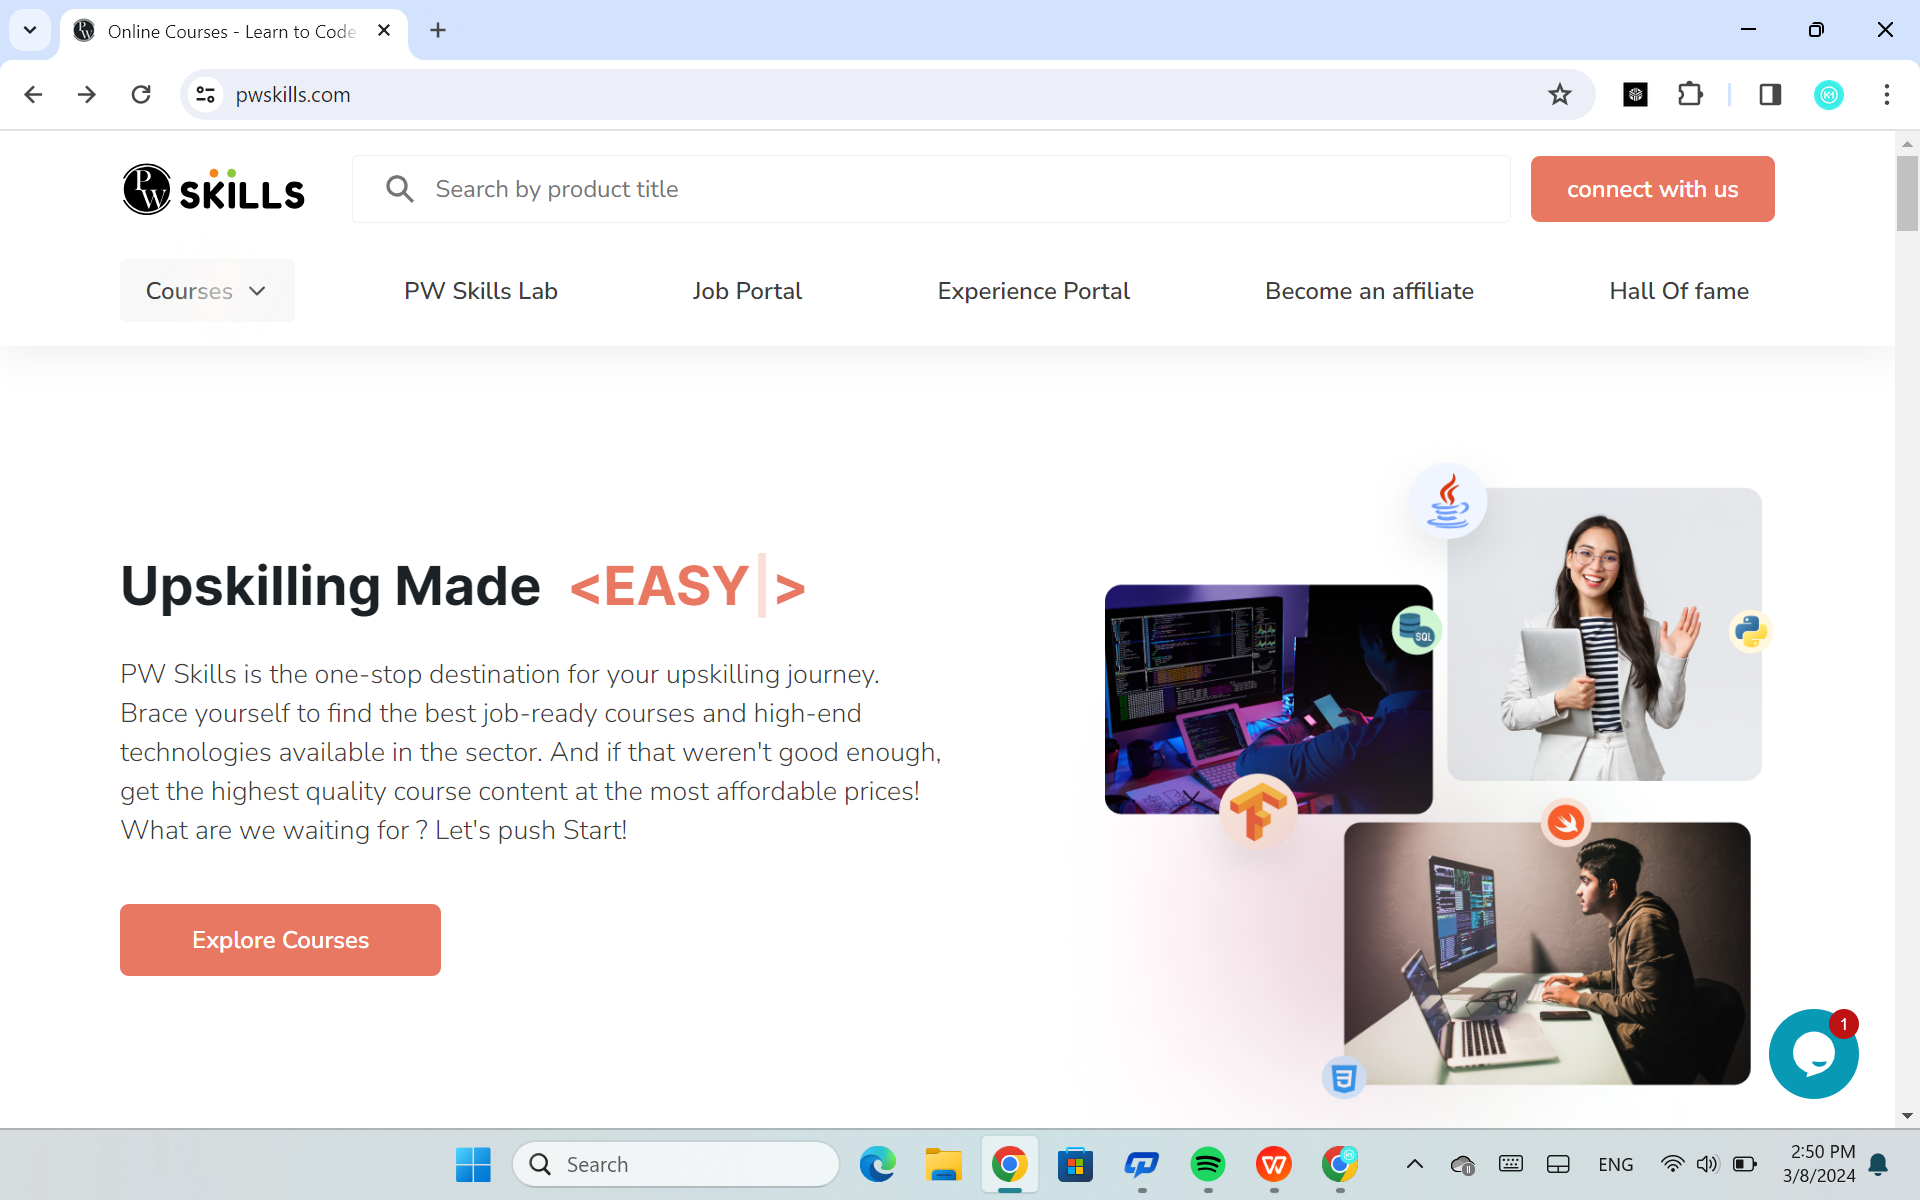 Online Courses - Learn to Code
pwskills.com
PW SKILLS
Search by product title
connect with us
Courses
PW Skills Lab
Job Portal
Experience Portal
Become an affiliate
Hall Of fame
Upskilling Made <EASY|>
PW Skills is the one-stop destination for your upskilling journey.
Brace yourself to find the best job-ready courses and high-end
technologies available in the sector. And if that weren't good enough,
get the highest quality course content at the most affordable prices!
What are we waiting for ? Let's push Start!
Explore Courses
SQL
1
Search
ENG
2:50 PM
3/8/2024